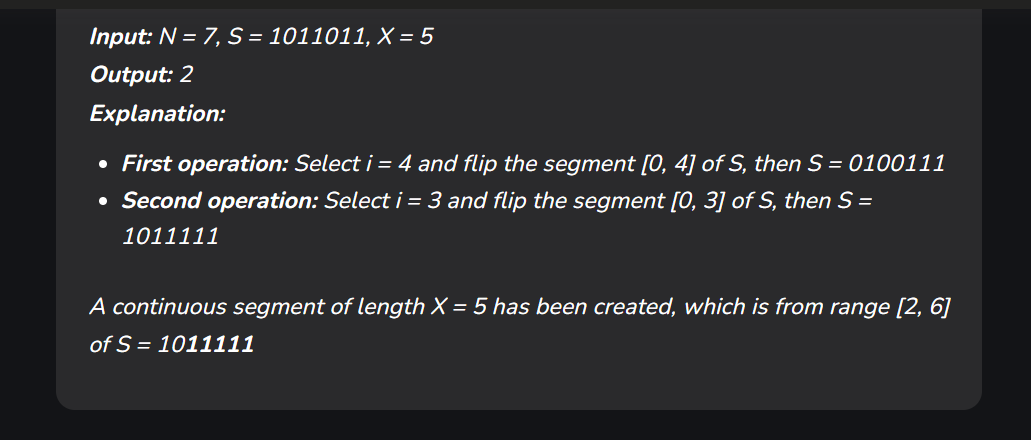 Input: N = 7, S = 1011011, X = 5
Output: 2
Explanation:
• First operation: Select i = 4 and flip the segment [0, 4] of S, then S = 0100111
• Second operation: Select i = 3 and flip the segment [0, 3] of S, then S =
1011111
A continuous segment of length X = 5 has been created, which is from range [2, 6]
of S = 1011111